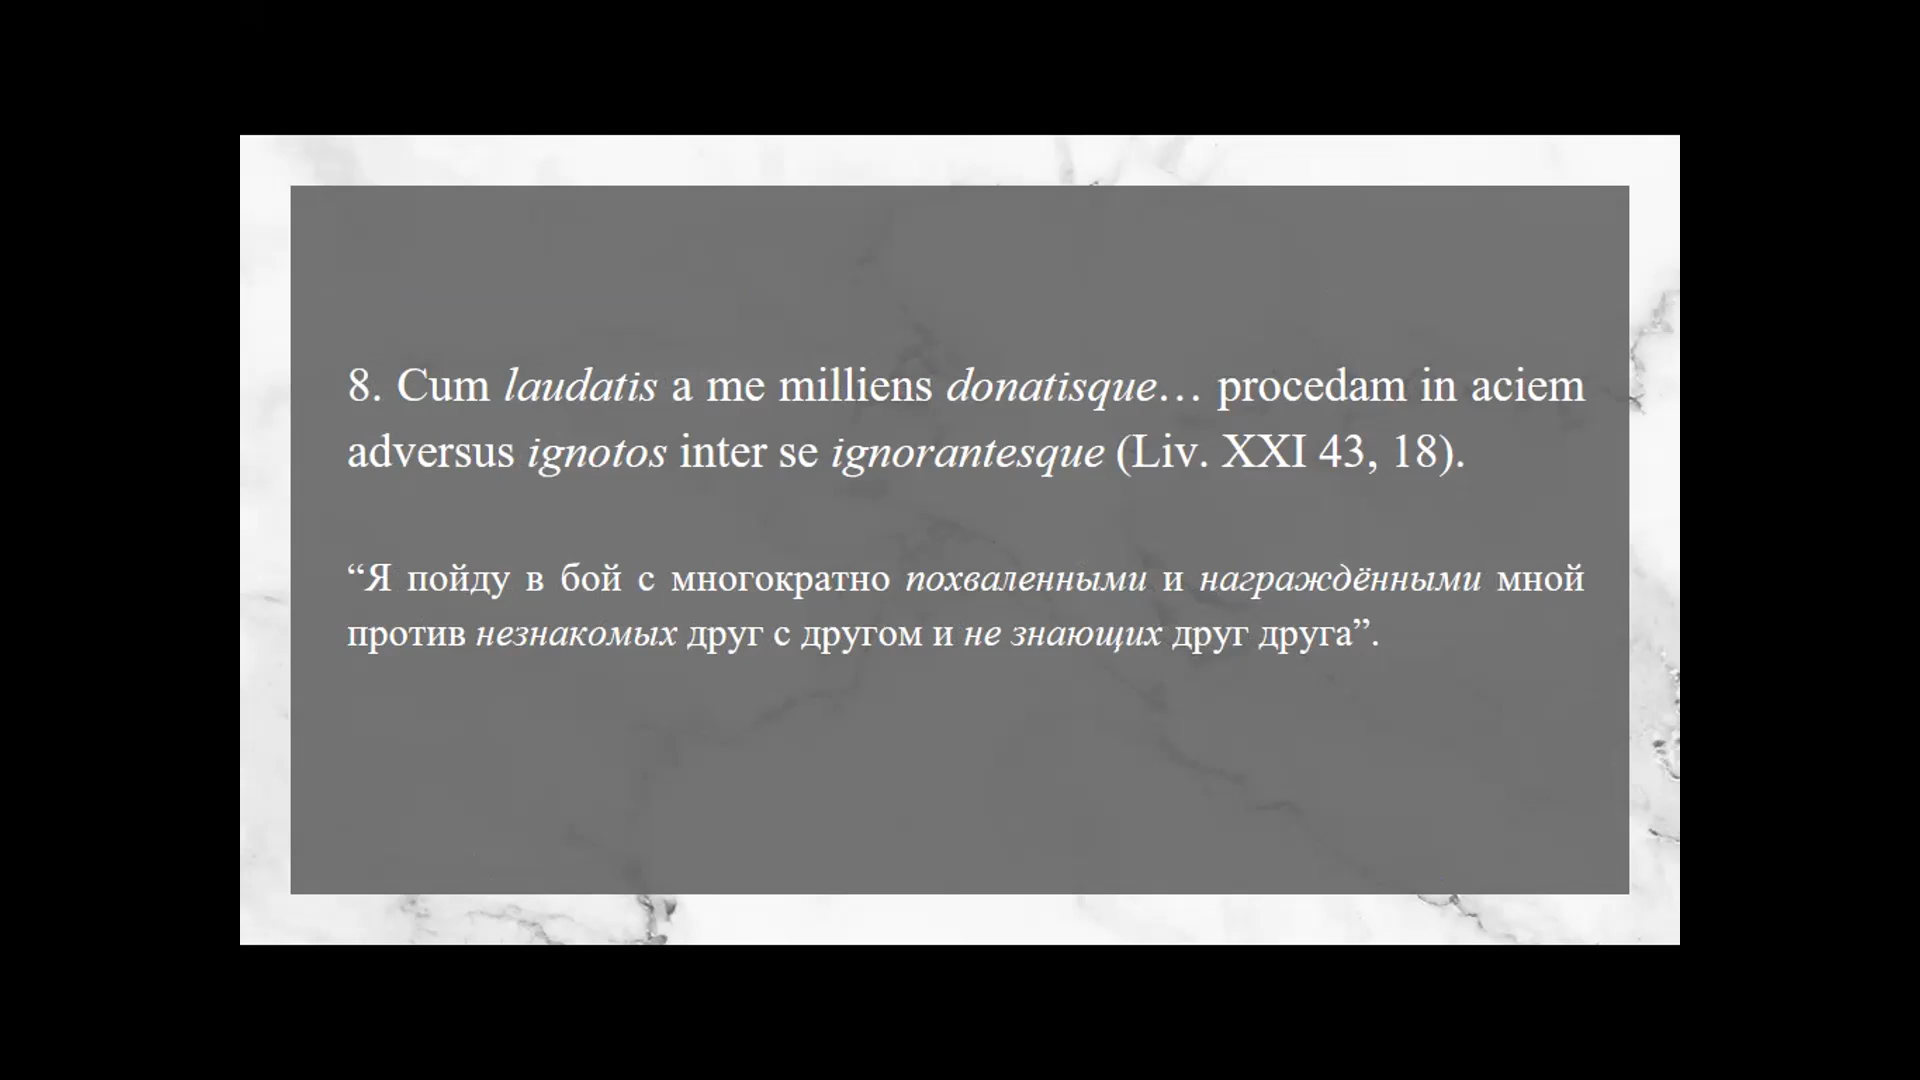 8. Cum laudatis a me milliens donatisque… procedam in aciem
adversus ignotos inter se ignorantesque (Liv. XXI 43, 18).
“Я пойду в бой с многократно похваленными и награждёнными мной
против незнакомых друг с другом и не знающих друг друга”.